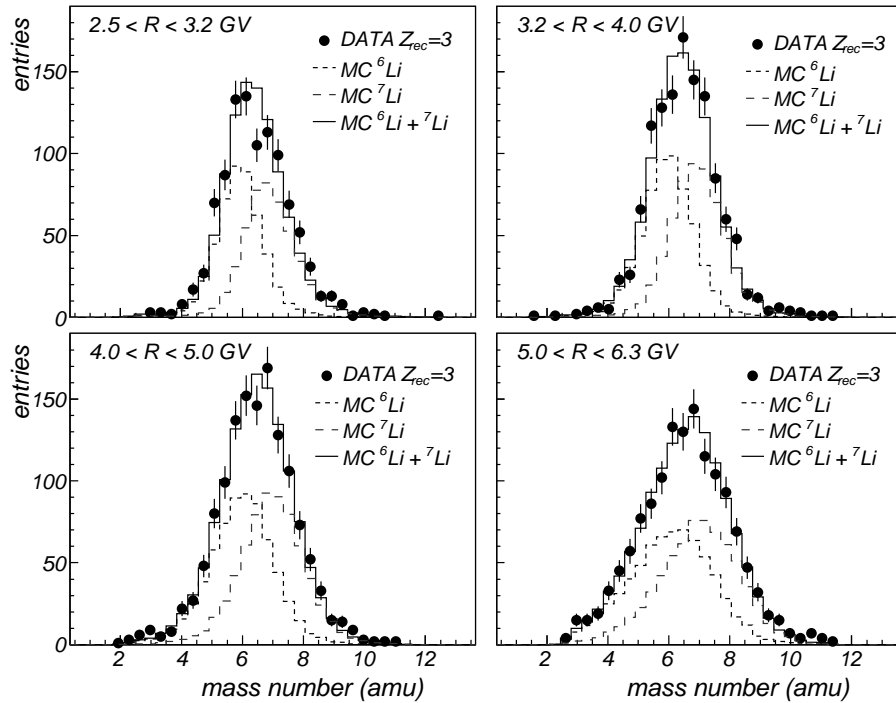 entries
2.5 < R < 3.2 GV
DATA Z_rec=3
MC ⁶Li
MC ⁷Li
MC ⁶Li + ⁷Li
150
100
50
0
3.2 < R < 4.0 GV
DATA Z_rec=3
MC ⁶Li
MC ⁷Li
MC ⁶Li + ⁷Li
entries
4.0 < R < 5.0 GV
DATA Z_rec=3
MC ⁶Li
MC ⁷Li
MC ⁶Li + ⁷Li
150
100
50
0
2 4 6 8 10 12
mass number (amu)
5.0 < R < 6.3 GV
DATA Z_rec=3
MC ⁶Li
MC ⁷Li
MC ⁶Li + ⁷Li
2 4 6 8 10 12
mass number (amu)